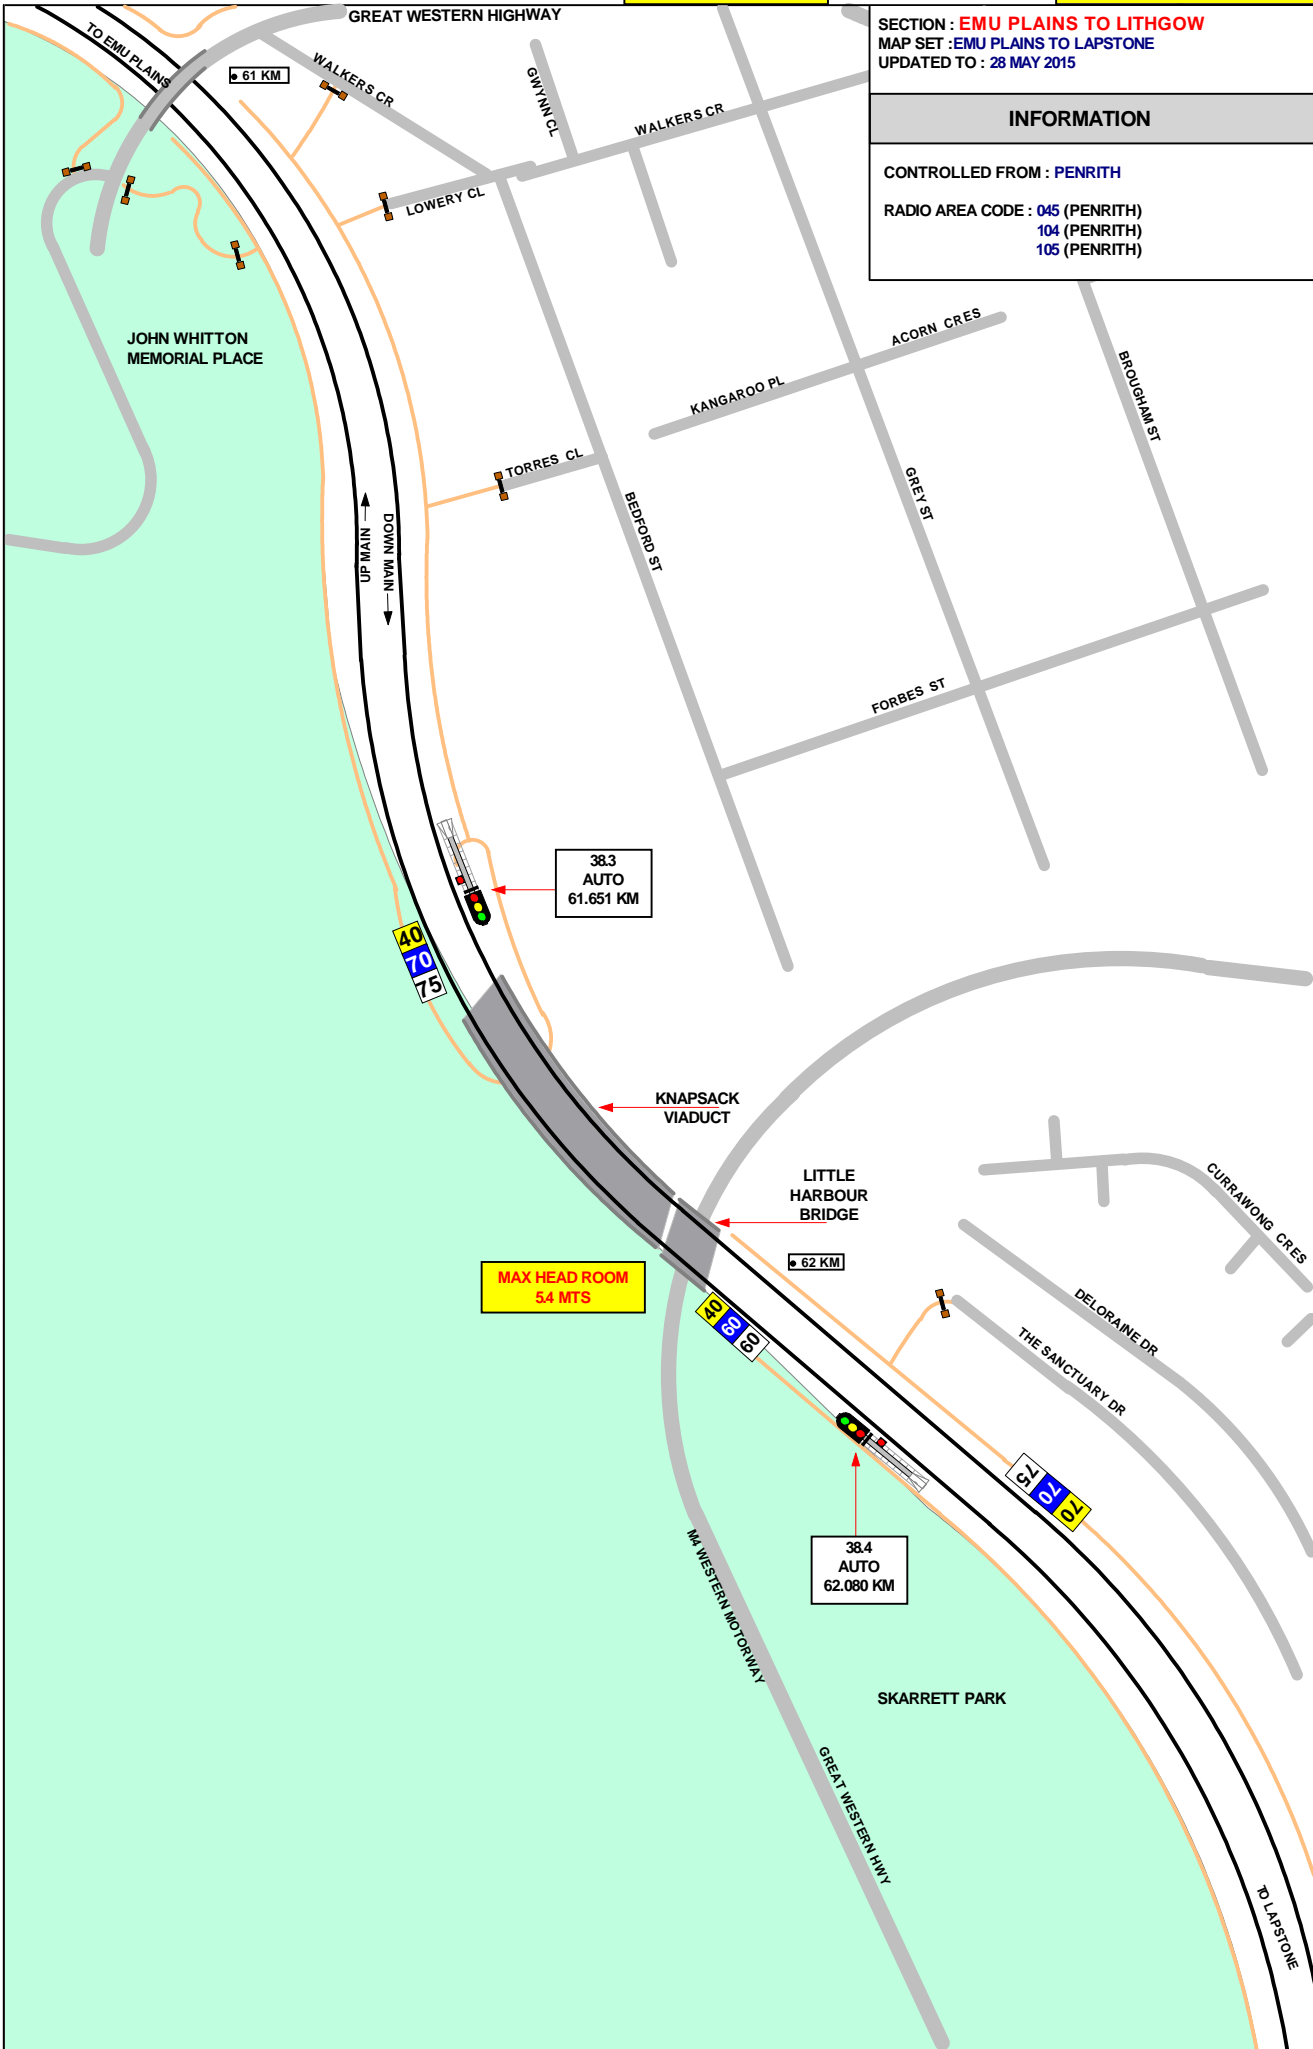 GREAT WESTERN HIGHWAY
SECTION : EMU PLAINS TO LITHGOW
MAP SET :EMU PLAINS TO LAPSTONE
UPDATED TO : 28 MAY 2015
INFORMATION
CONTROLLED FROM : PENRITH
RADIO AREA CODE : 045 (PENRITH)
104 (PENRITH)
105 (PENRITH)
TO EMU PLAINS
61 KM
WALKERS CR
GWYNN CL
WALKERS CR
LOWERY CL
JOHN WHITTON
MEMORIAL PLACE
ACORN CRES
KANGAROO PL
BROUGHAM ST
TORRES CL
BEDFORD ST
GREY ST
UP MAIN
DOWN MAIN
FORBES ST
38.3
AUTO
61.651 KM
40
70
75
KNAPSACK
VIADUCT
LITTLE
HARBOUR
BRIDGE
CURRAWONG CRES
62 KM
MAX HEAD ROOM
5.4 MTS
40
60
60
DELORAINE DR
THE SANCTUARY DR
75
70
70
38.4
AUTO
62.080 KM
M4 WESTERN MOTORWAY
SKARRETT PARK
GREAT WESTERN HWY
TO LAPSTONE